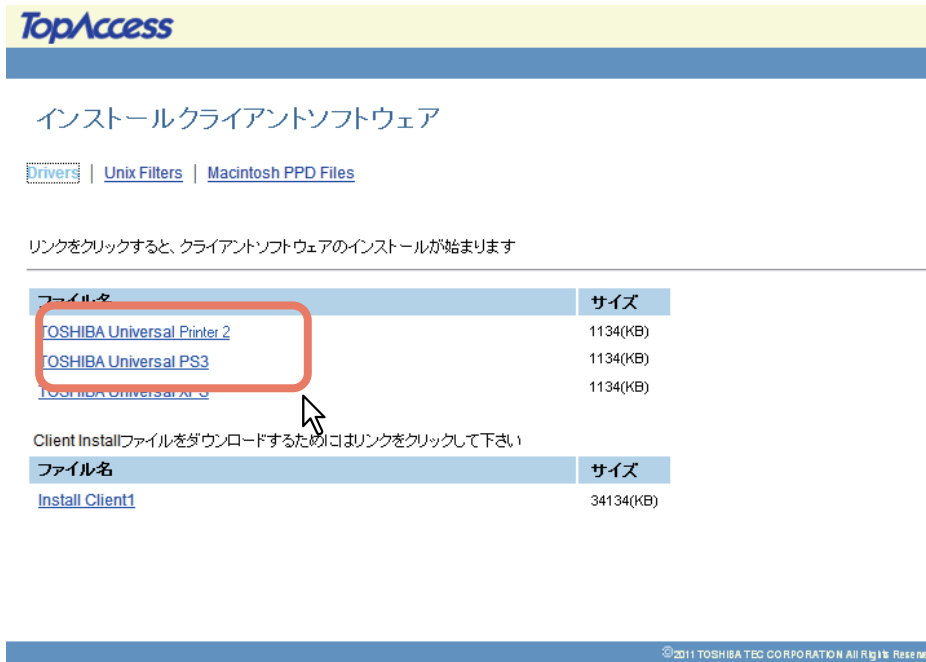 TopAccess
インストールクライアントソフトウェア
Drivers | Unix Filters | Macintosh PPD Files
リンクをクリックすると、クライアントソフトウェアのインストールが始まります
ファイル名 サイズ
TOSHIBA Universal Printer 2 1134(KB)
TOSHIBA Universal PS3 1134(KB)
TOSHIBA Universal XPS 1134(KB)
Client Installファイルをダウンロードするためにはリンクをクリックして下さい
ファイル名 サイズ
Install Client1 34134(KB)
©2011 TOSHIBA TEC CORPORATION All Rights